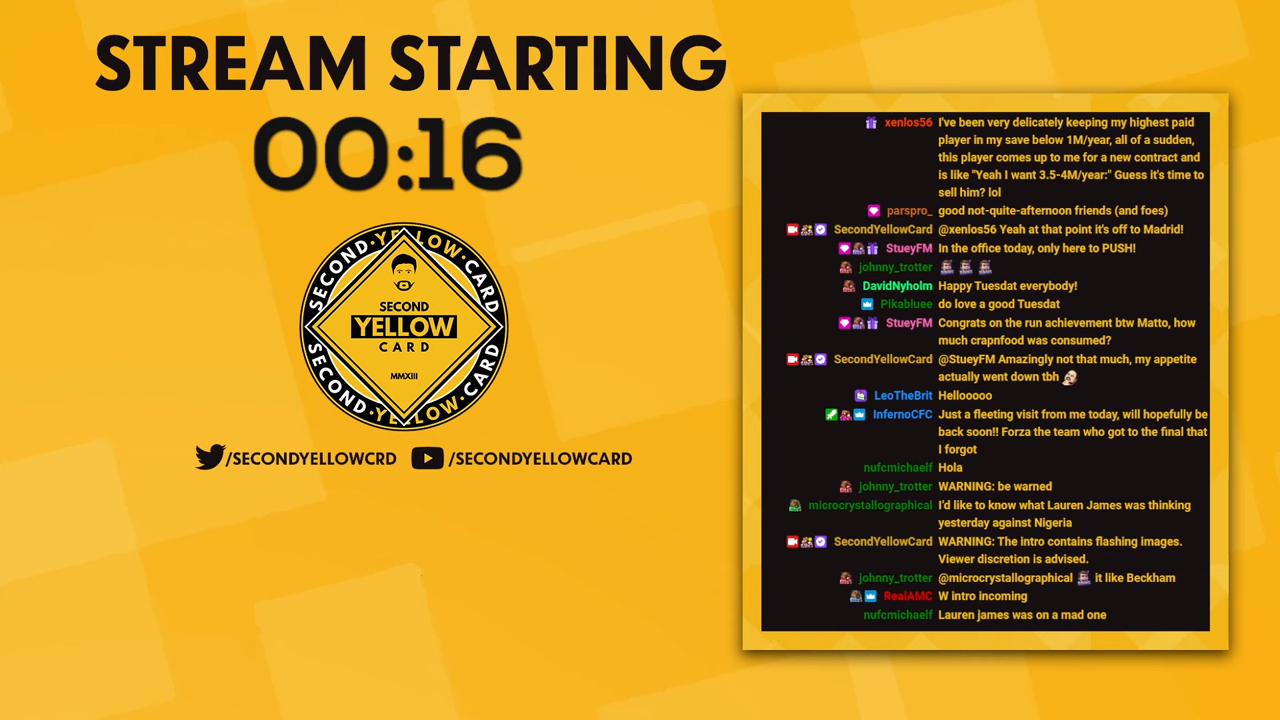 STREAM STARTING
00:16
SECOND·YELLOW·CARD
SECOND
YELLOW
CARD
MMXIII
SECOND·YELLOW·CARD
/SECONDYELLOWCRD /SECONDYELLOWCARD
xenlos56 I've been very delicately keeping my highest paid
player in my save below 1M/year, all of a sudden,
this player comes up to me for a new contract and
is like "Yeah I want 3.5-4M/year:" Guess it's time to
sell him? lol
parspro_ good not-quite-afternoon friends (and foes)
SecondYellowCard @xenlos56 Yeah at that point it's off to Madrid!
StueyFM In the office today, only here to PUSH!
johnny_trotter
DavidNyholm Happy Tuesdat everybody!
Pikabluee do love a good Tuesdat
StueyFM Congrats on the run achievement btw Matto, how
much crapnfood was consumed?
SecondYellowCard @StueyFM Amazingly not that much, my appetite
actually went down tbh
LeoTheBrit Hellooooo
InfernoCFC Just a fleeting visit from me today, will hopefully be
back soon!! Forza the team who got to the final that
I forgot
nufcmichaelf Hola
johnny_trotter WARNING: be warned
microcrystallographical I'd like to know what Lauren James was thinking
yesterday against Nigeria
SecondYellowCard WARNING: The intro contains flashing images.
Viewer discretion is advised.
johnny_trotter @microcrystallographical it like Beckham
RealAMC W intro incoming
nufcmichaelf Lauren james was on a mad one